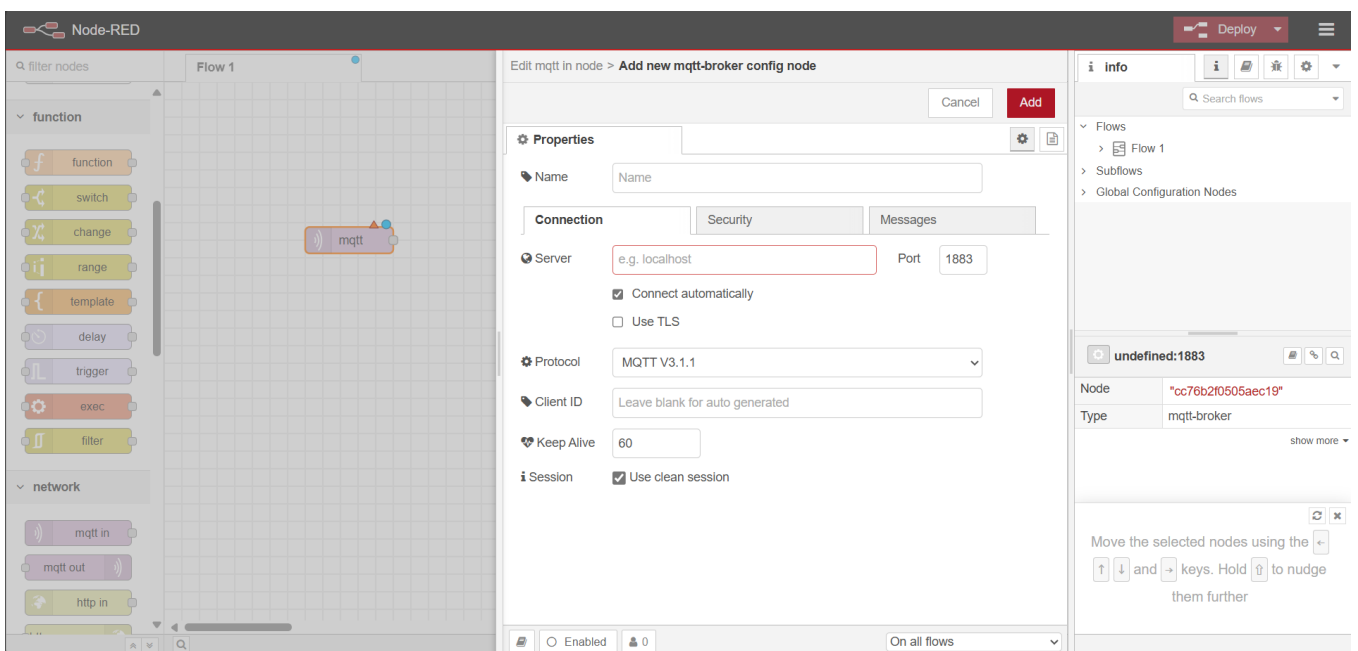 Node-RED
Deploy
filter nodes
Flow 1
Edit mqtt in node > Add new mqtt-broker config node
i info
i
Cancel
Add
Search flows
function
Properties
Flows
Flow 1
Subflows
Global Configuration Nodes
function
switch
change
range
template
delay
trigger
exec
filter
network
mqtt in
mqtt out
http in
mqtt
Name
Name
Connection
Security
Messages
Server
e.g. localhost
Port
1883
Connect automatically
Use TLS
Protocol
MQTT V3.1.1
Client ID
Leave blank for auto generated
Keep Alive
60
i Session
Use clean session
Enabled
0
On all flows
undefined:1883
Node
"cc76b2f0505aec19"
Type
mqtt-broker
show more
Move the selected nodes using the ←
↑ ↓ and → keys. Hold ⇧ to nudge
them further